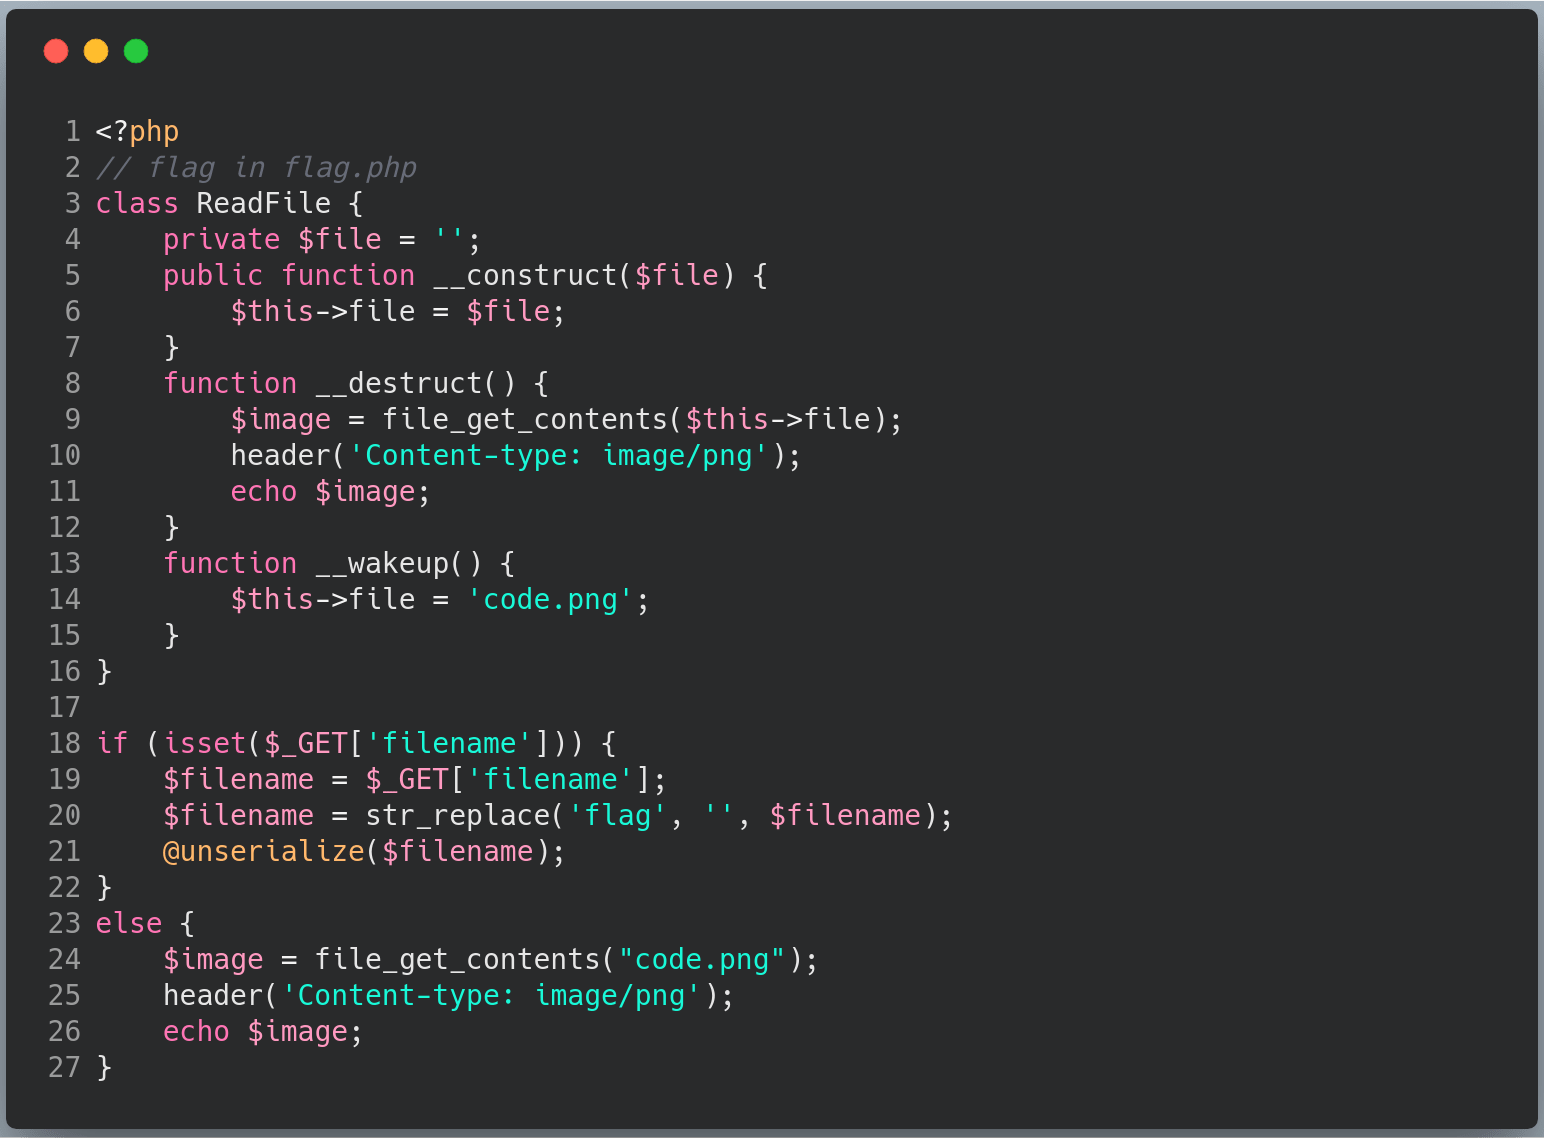 1 <?php
2 // flag in flag.php
3 class ReadFile {
4     private $file = '';
5     public function __construct($file) {
6         $this->file = $file;
7     }
8     function __destruct() {
9         $image = file_get_contents($this->file);
10         header('Content-type: image/png');
11         echo $image;
12     }
13     function __wakeup() {
14         $this->file = 'code.png';
15     }
16 }
17
18 if (isset($_GET['filename'])) {
19     $filename = $_GET['filename'];
20     $filename = str_replace('flag', '', $filename);
21     @unserialize($filename);
22 }
23 else {
24     $image = file_get_contents("code.png");
25     header('Content-type: image/png');
26     echo $image;
27 }